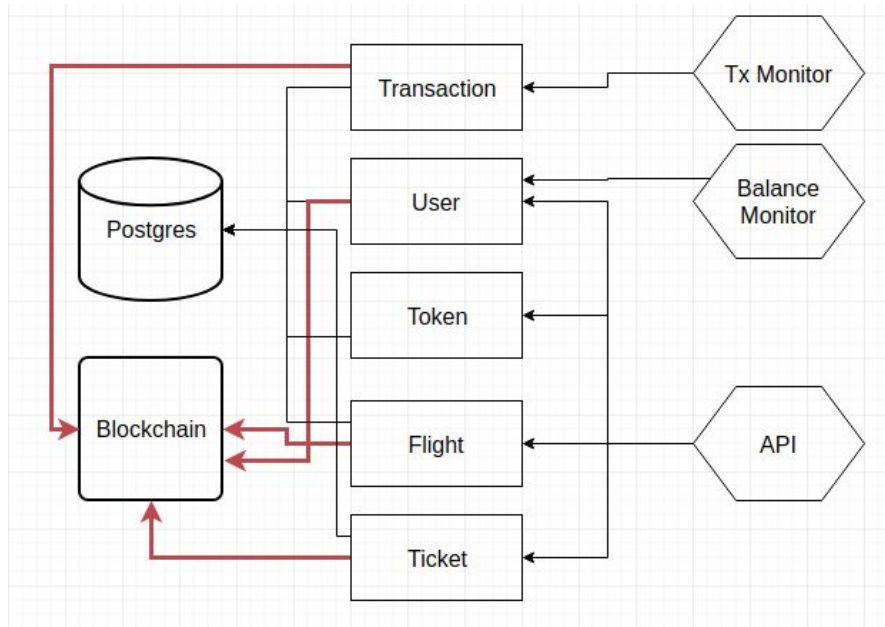 Transaction
Tx Monitor
User
Balance
Monitor
Postgres
Token
Blockchain
Flight
API
Ticket